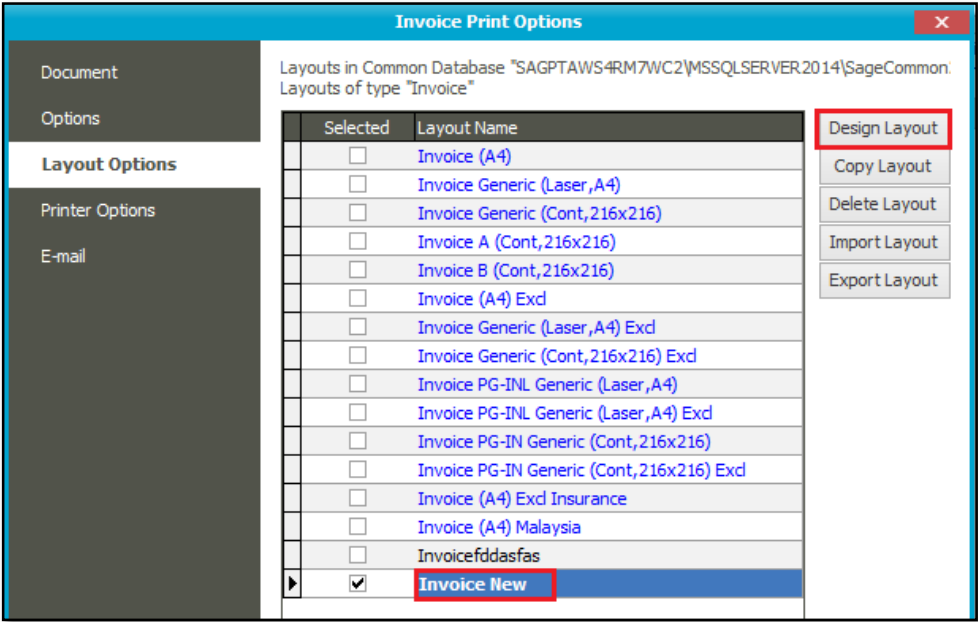 Invoice Print Options
Document
Options
Layout Options
Printer Options
E-mail
Layouts in Common Database "SAGPTAWS4RM7WC2\MSSQLSERVER2014\SageCommon
Layouts of type "Invoice"
Selected Layout Name
Invoice (A4)
Invoice Generic (Laser,A4)
Invoice Generic (Cont,216x216)
Invoice A (Cont,216x216)
Invoice B (Cont,216x216)
Invoice (A4) Excl
Invoice Generic (Laser,A4) Excl
Invoice Generic (Cont,216x216) Excl
Invoice PG-INL Generic (Laser,A4)
Invoice PG-INL Generic (Laser,A4) Excl
Invoice PG-IN Generic (Cont,216x216)
Invoice PG-IN Generic (Cont,216x216) Excl
Invoice (A4) Excl Insurance
Invoice (A4) Malaysia
Invoicefddasfas
Invoice New
Design Layout
Copy Layout
Delete Layout
Import Layout
Export Layout